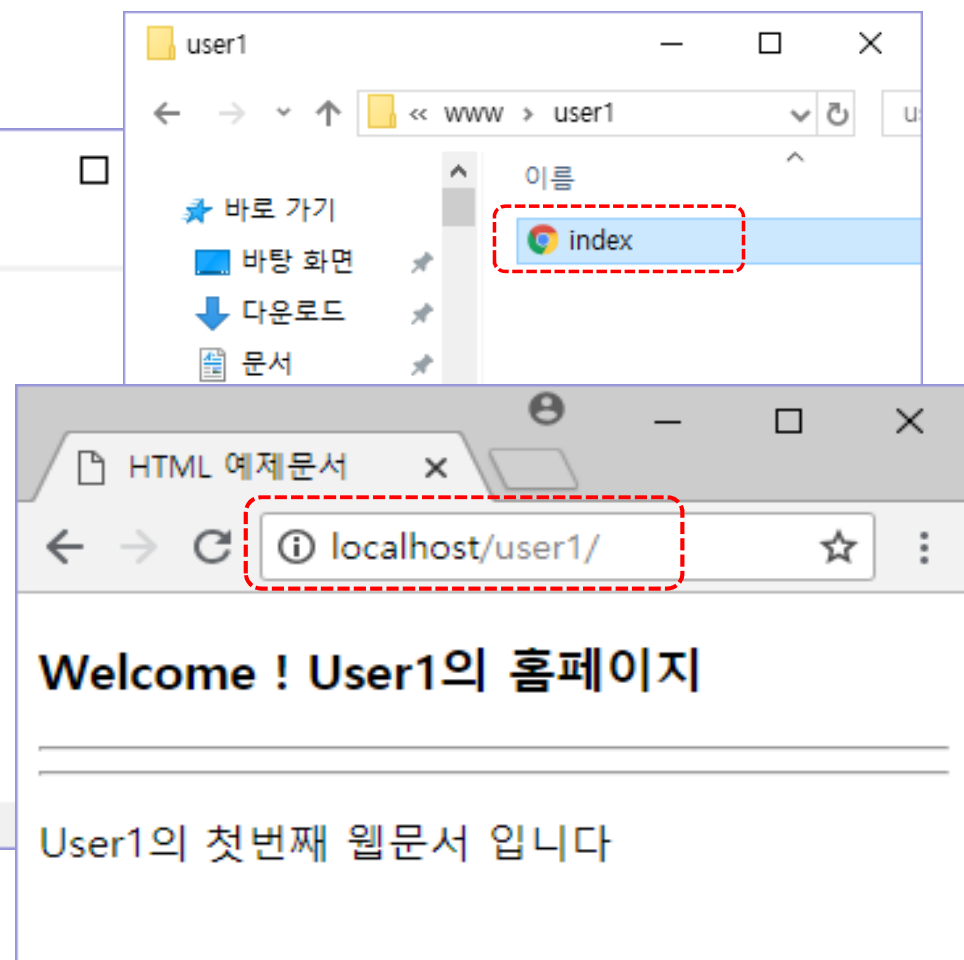 user1
« www > user1
u
이름
바로 가기
index
바탕 화면
다운로드
문서
HTML 예제문서
localhost/user1/
Welcome ! User1의 홈페이지
User1의 첫번째 웹문서 입니다